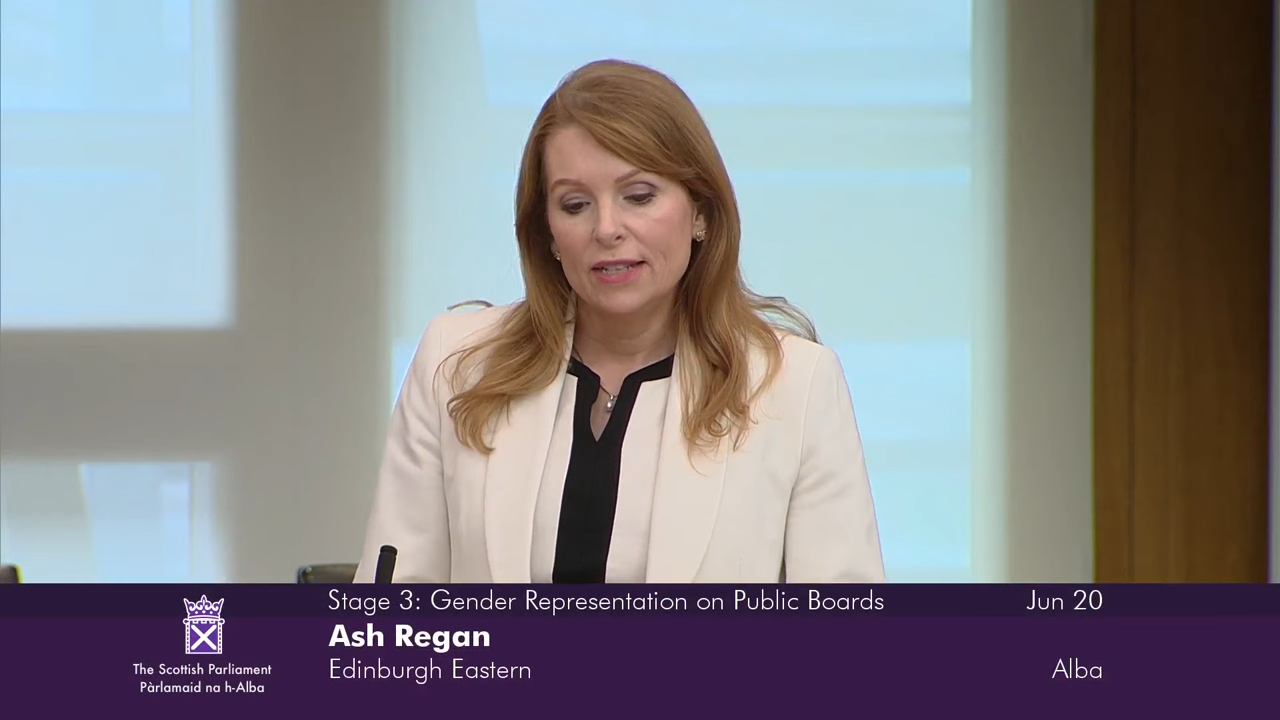 Stage 3: Gender Representation on Public Boards
Jun 20
Ash Regan
Edinburgh Eastern
Alba
The Scottish Parliament
Pàrlamaid na h-Alba